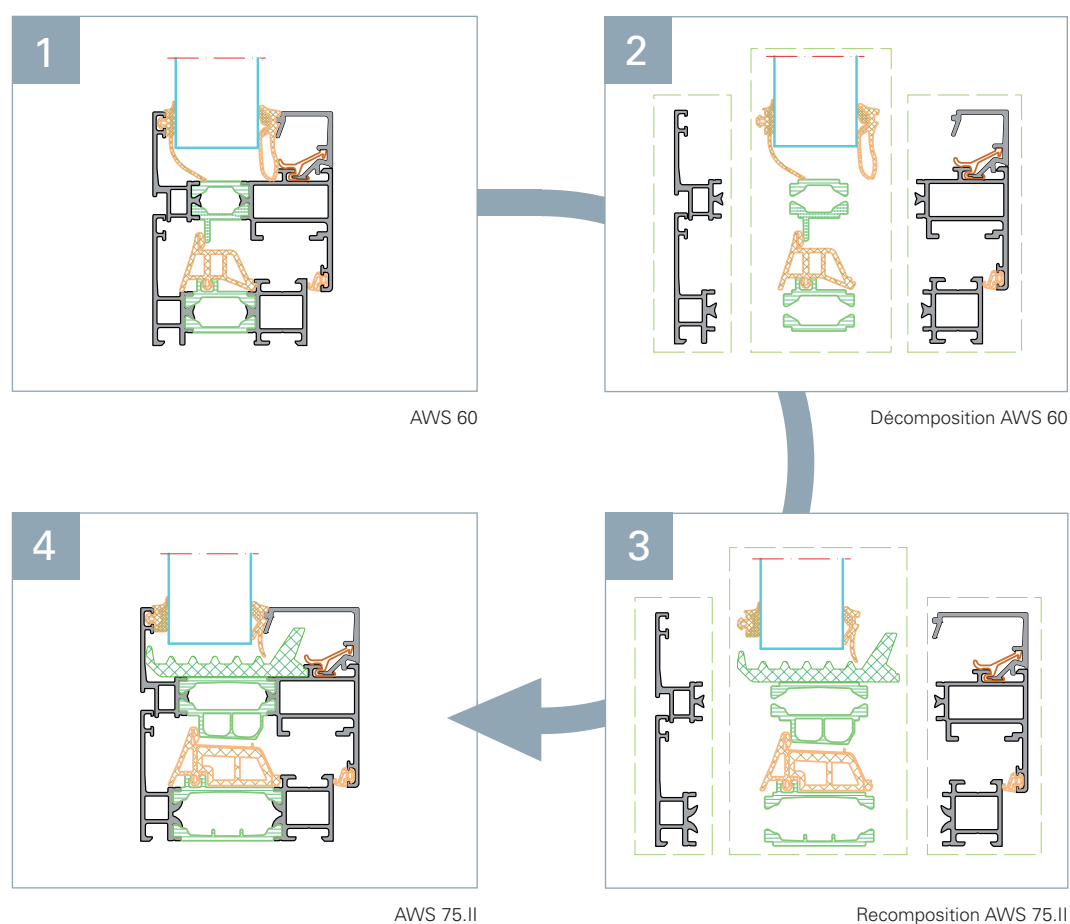 1
2
AWS 60
Décomposition AWS 60
4
3
AWS 75.II
Recomposition AWS 75.II